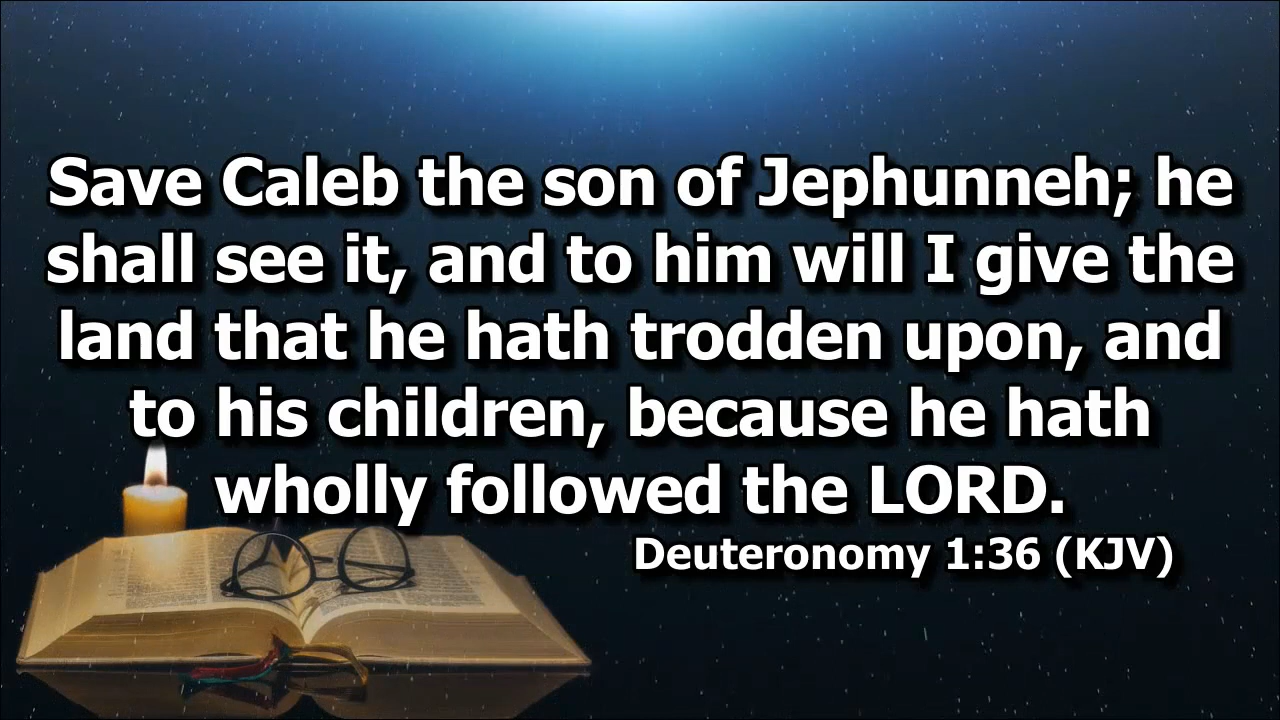 Save Caleb the son of Jephunneh; he
shall see it, and to him will I give the
land that he hath trodden upon, and
to his children, because he hath
wholly followed the LORD.
Deuteronomy 1:36 (KJV)